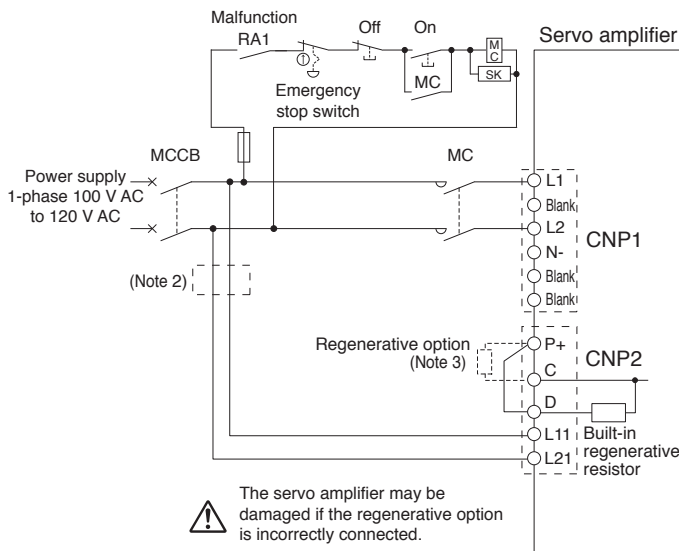 Malfunction
RA1
Off
On
Servo amplifier
M
C
SK
MC
Emergency
stop switch
MCCB
MC
Power supply
1-phase 100 V AC
to 120 V AC
L1
Blank
L2
CNP1
N-
Blank
Blank
(Note 2)
Regenerative option
(Note 3)
P+
CNP2
C
D
L11
Built-in
regenerative
resistor
L21
The servo amplifier may be
damaged if the regenerative option
is incorrectly connected.